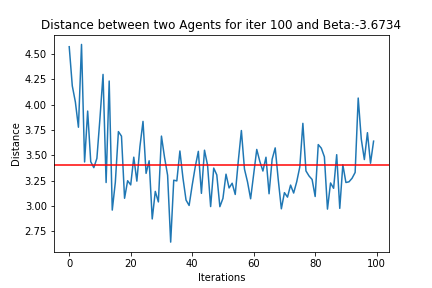 Distance between two Agents for iter 100 and Beta:-3.6734
4.50
4.25
4.00
3.75
3.50
3.25
3.00
2.75
Distance
0 20 40 60 80 100
Iterations